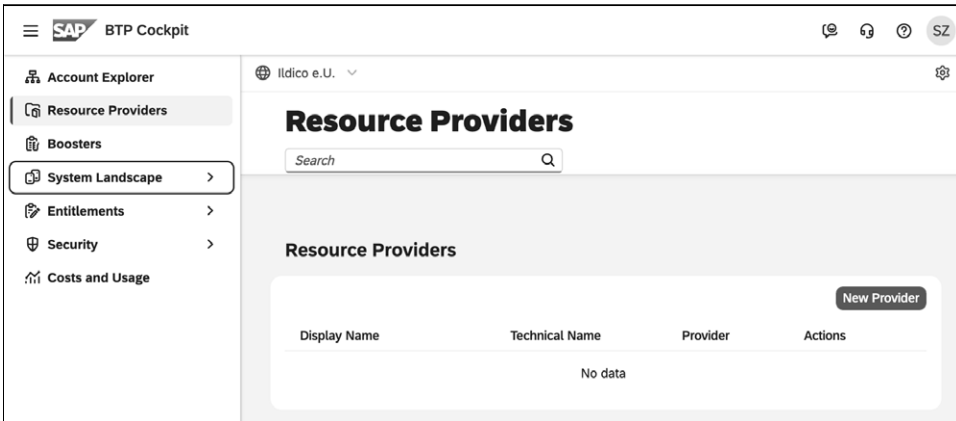 SAP BTP Cockpit SZ
Account Explorer
Resource Providers
Boosters
System Landscape
Entitlements
Security
Costs and Usage
Ildico e.U.
Resource Providers
Search
Resource Providers
New Provider
Display Name Technical Name Provider Actions
No data